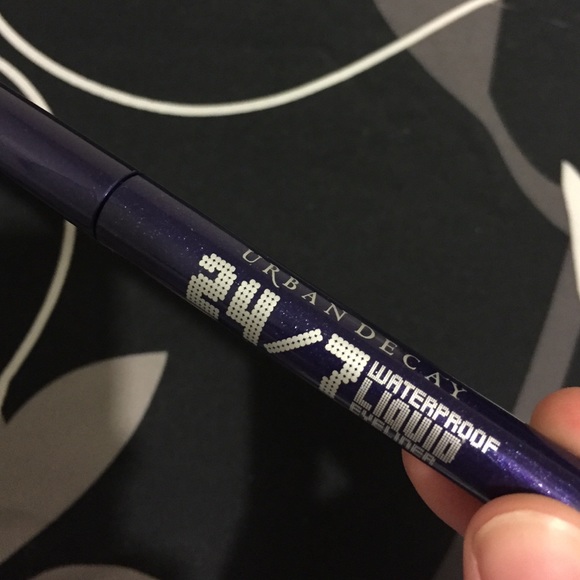 URBAN DECAY
24/7
WATERPROOF
LIQUID
EYELINER